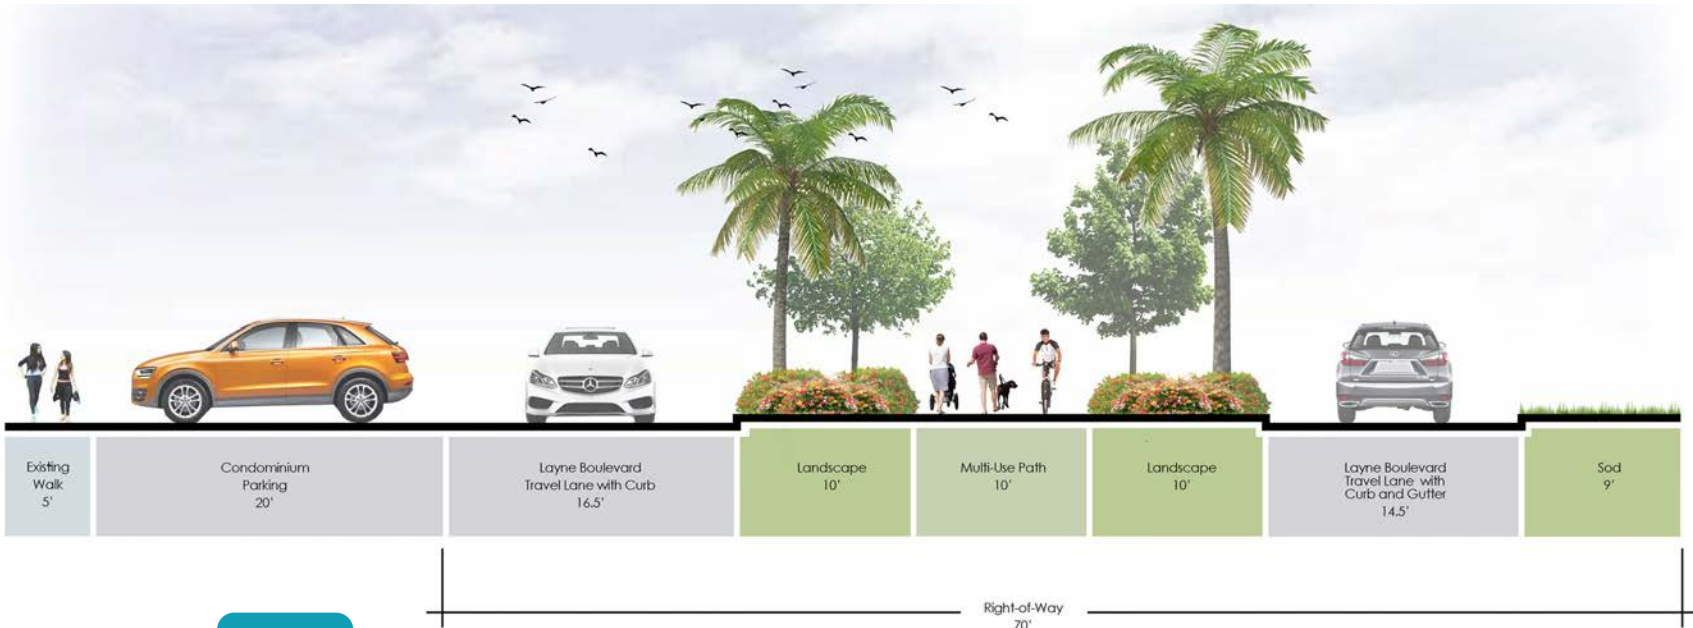 Existing
Walk
5'
Condominium
Parking
20'
Layne Boulevard
Travel Lane with Curb
16.5'
Landscape
10'
Multi-Use Path
10'
Landscape
10'
Layne Boulevard
Travel Lane with
Curb and Gutter
14.5'
Sod
9'
Right-of-Way
70'